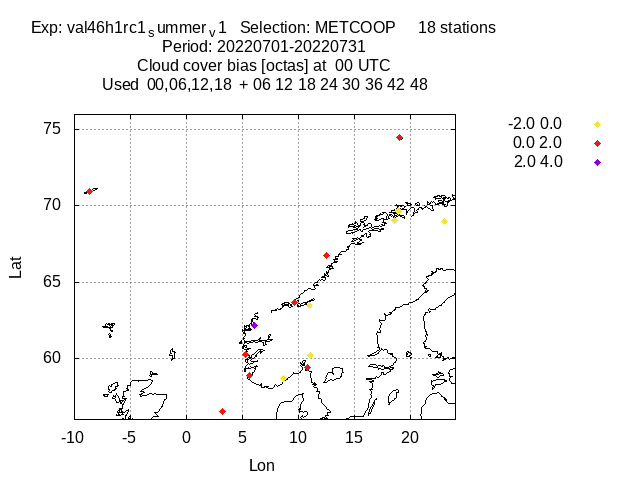 Exp: val46h1rc1summerv1 Selection: METCOOP 18 stations
Period: 20220701-20220731
Cloud cover bias [octas] at 00 UTC
Used 00,06,12,18 + 06 12 18 24 30 36 42 48
-2.0 0.0
0.0 2.0
2.0 4.0
75
70
65
60
Lat
-10 -5 0 5 10 15 20
Lon